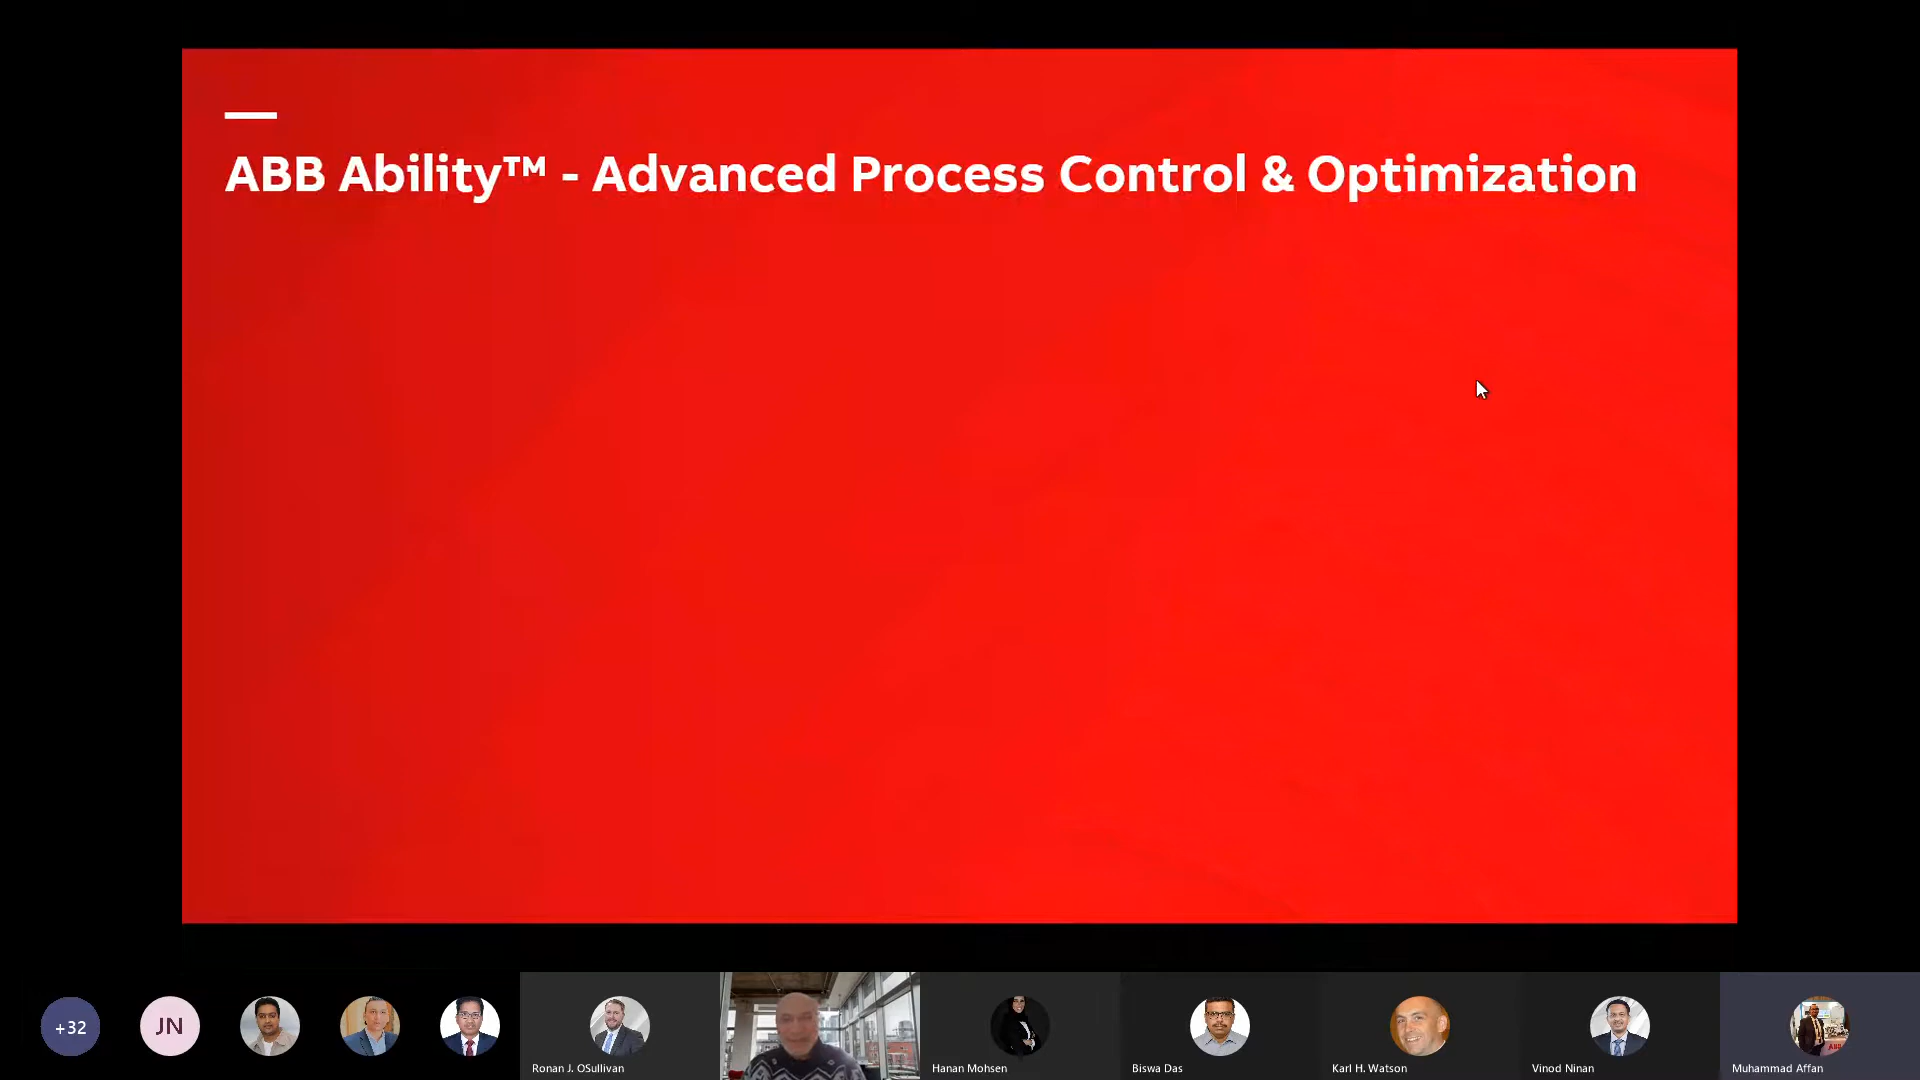 ABB Ability™ - Advanced Process Control & Optimization
+32
JN
Ronan J. OSullivan
Hanan Mohsen
Biswa Das
Karl H. Watson
Vinod Ninan
Muhammad Affan
ABB